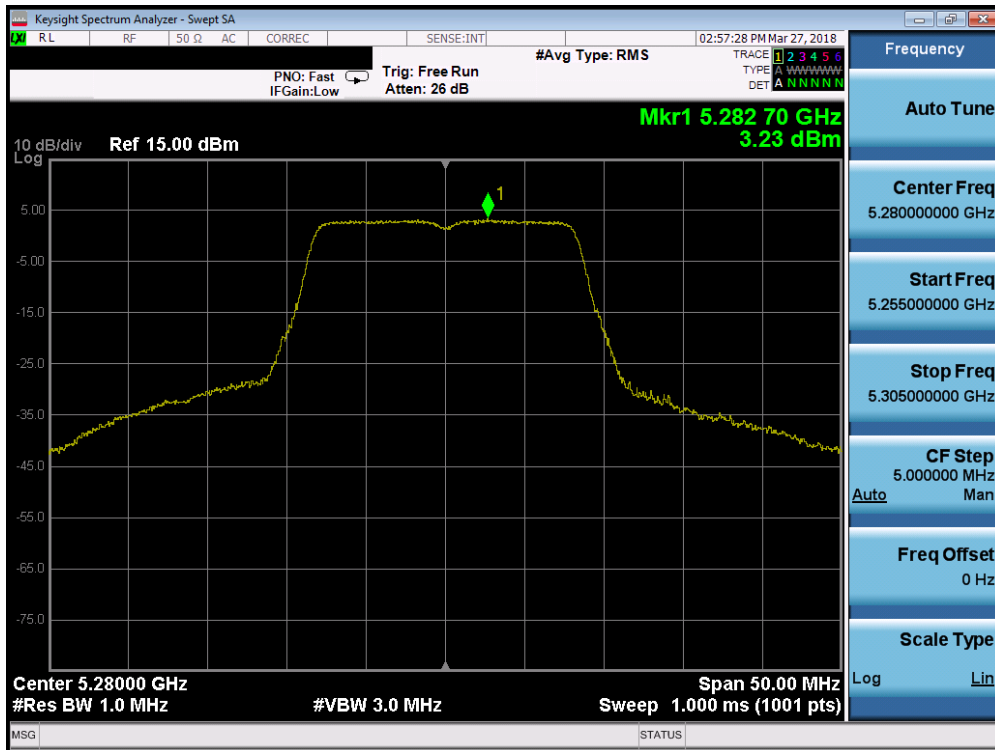 Keysight Spectrum Analyzer - Swept SA
LXI RL RF 50 Ω AC CORREC SENSE:INT 02:57:28 PM Mar 27, 2018
#Avg Type: RMS
TRACE 1 2 3 4 5 6
PNO: Fast Trig: Free Run TYPE A WWWWW
IFGain:Low Atten: 26 dB DET A N N N N N
Mkr1 5.282 70 GHz
3.23 dBm
10 dB/div Ref 15.00 dBm
Log
1
5.00
-5.00
-15.0
-25.0
-35.0
-45.0
-55.0
-65.0
-75.0
Center 5.28000 GHz Span 50.00 MHz
#Res BW 1.0 MHz #VBW 3.0 MHz Sweep 1.000 ms (1001 pts)
MSG STATUS
Frequency
Auto Tune
Center Freq
5.280000000 GHz
Start Freq
5.255000000 GHz
Stop Freq
5.305000000 GHz
CF Step
5.000000 MHz
Auto Man
Freq Offset
0 Hz
Scale Type
Log Lin